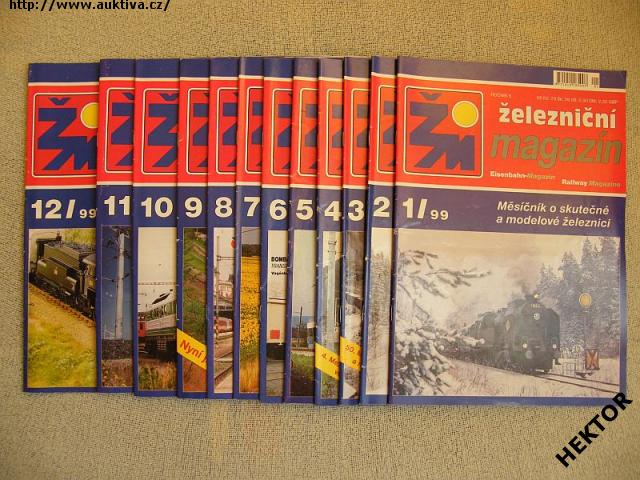 http://www.auktiva.cz/
ŽM
železniční
magazín
Eisenbahn-Magazin
Railway Magazine
12/99
11
10
9
8
7
6
5
4
3
2
1/99
Měsíčník o skutečné
a modelové železnici
Nyní
HEKTOR